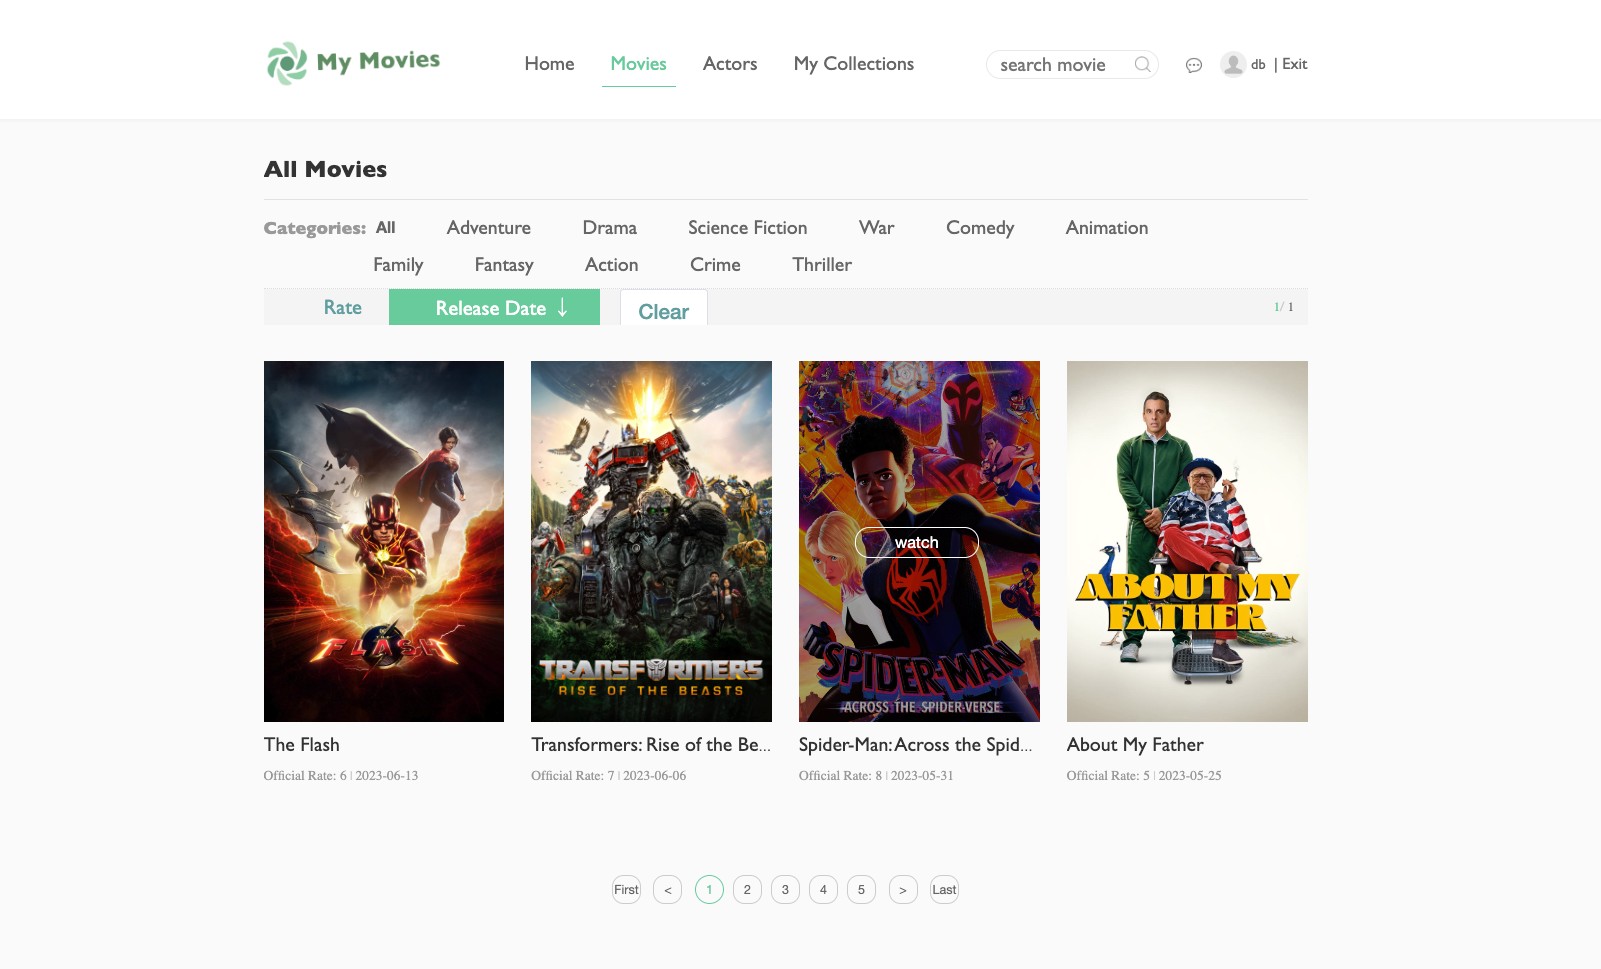 My Movies
Home Movies Actors My Collections
search movie
db | Exit
All Movies
Categories: All Adventure Drama Science Fiction War Comedy Animation
Family Fantasy Action Crime Thriller
Rate Release Date ↓ Clear 1/ 1
THE
FLASH
TRANSFORMERS
RISE OF THE BEASTS
watch
SPIDER-MAN
ACROSS THE SPIDER-VERSE
ABOUT MY
FATHER
The Flash
Official Rate: 6 | 2023-06-13
Transformers: Rise of the Be...
Official Rate: 7 | 2023-06-06
Spider-Man: Across the Spid...
Official Rate: 8 | 2023-05-31
About My Father
Official Rate: 5 | 2023-05-25
First < 1 2 3 4 5 > Last